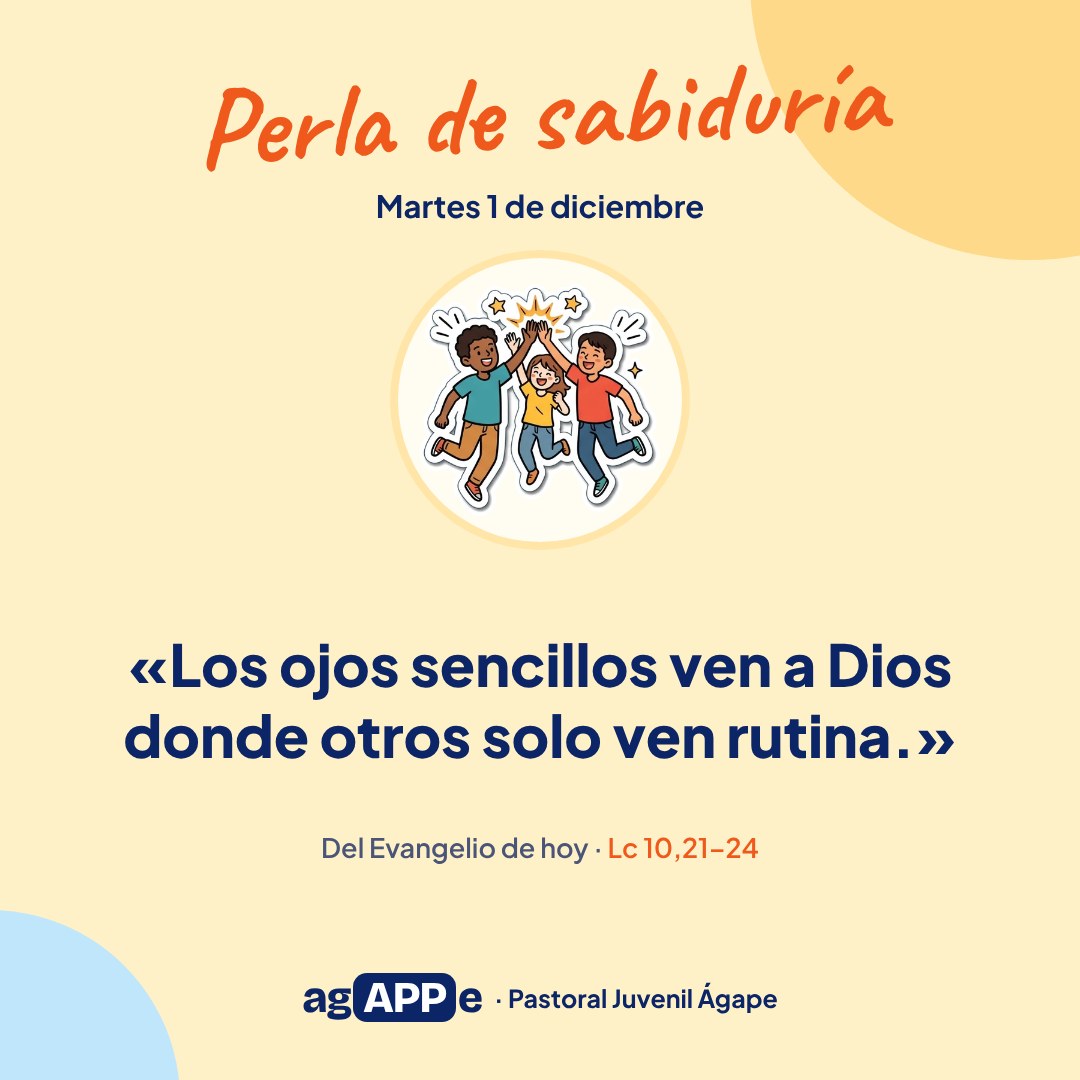 Perla de sabiduría
Martes 1 de diciembre
«Los ojos sencillos ven a Dios
donde otros solo ven rutina.»
Del Evangelio de hoy · Lc 10,21–24
agAPPe · Pastoral Juvenil Ágape